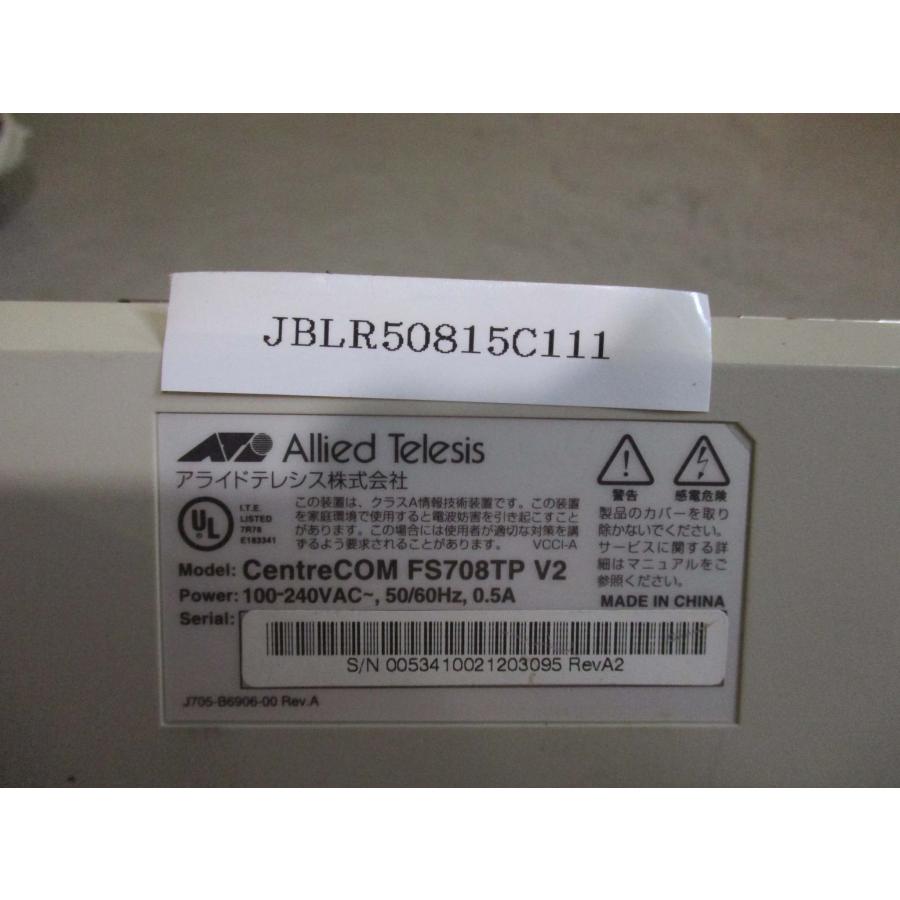 JBLR50815C111
Allied Telesis
アライドテレシス株式会社
警告
感電危険
UL
I.T.E.
LISTED
7R76
E183341
この装置は、クラスA情報技術装置です。この装置
を家庭環境で使用すると電波妨害を引き起こすこと
があります。この場合には使用者が適切な対策を講
ずるよう要求されることがあります。 VCCI-A
製品のカバーを取り
除かないでください。
サービスに関する詳
細はマニュアルをご
参照ください。
Model: CentreCOM FS708TP V2
Power: 100-240VAC~, 50/60Hz, 0.5A
MADE IN CHINA
Serial:
S/N 0053410021203095 RevA2
J705-B6906-00 Rev.A